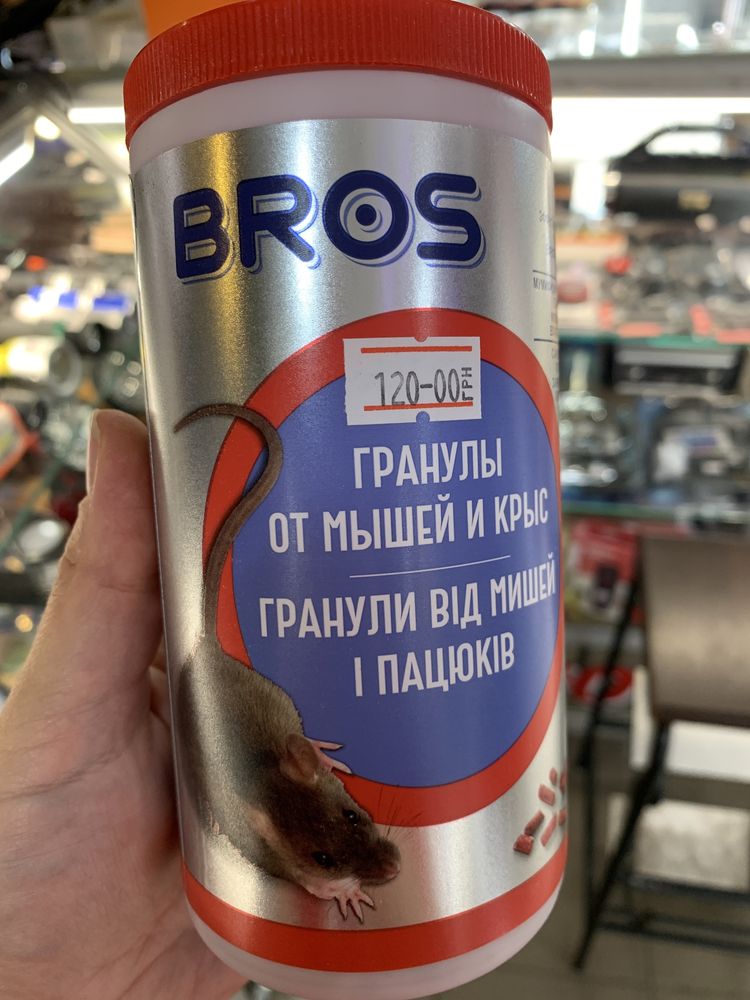 BROS
120-00 ГРН
ГРАНУЛЫ
ОТ МЫШЕЙ И КРЫС
ГРАНУЛИ ВІД МИШЕЙ
І ПАЦЮКІВ